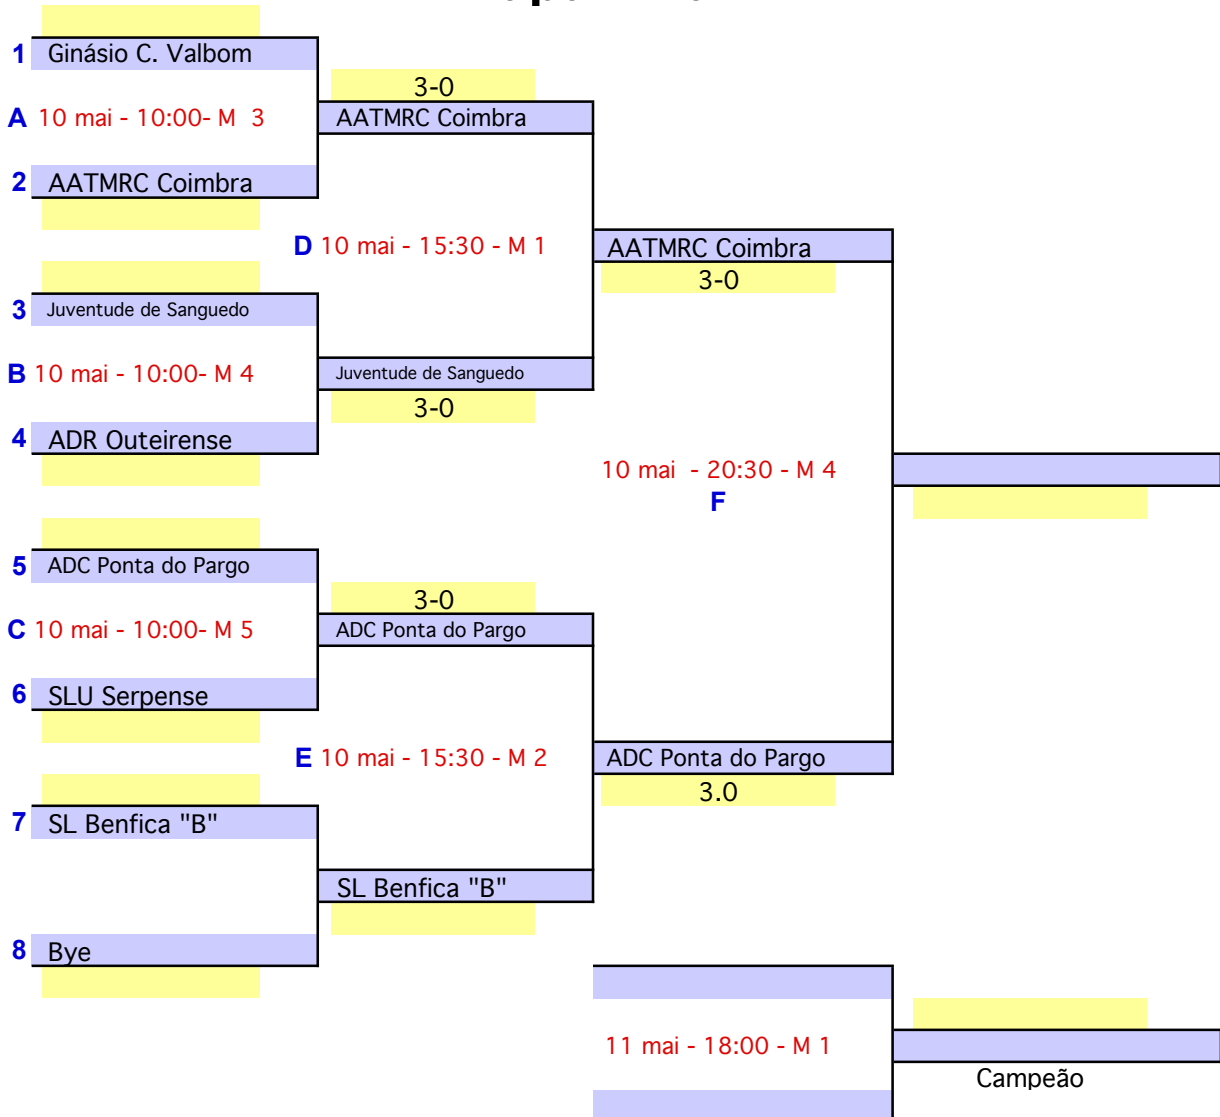 1 Ginásio C. Valbom
3-0
A 10 mai - 10:00- M 3
AATMRC Coimbra
2 AATMRC Coimbra
D 10 mai - 15:30 - M 1
AATMRC Coimbra
3-0
3 Juventude de Sanguedo
B 10 mai - 10:00- M 4
Juventude de Sanguedo
3-0
4 ADR Outeirense
10 mai - 20:30 - M 4
F
5 ADC Ponta do Pargo
3-0
C 10 mai - 10:00- M 5
ADC Ponta do Pargo
6 SLU Serpense
E 10 mai - 15:30 - M 2
ADC Ponta do Pargo
3.0
7 SL Benfica "B"
SL Benfica "B"
8 Bye
11 mai - 18:00 - M 1
Campeão